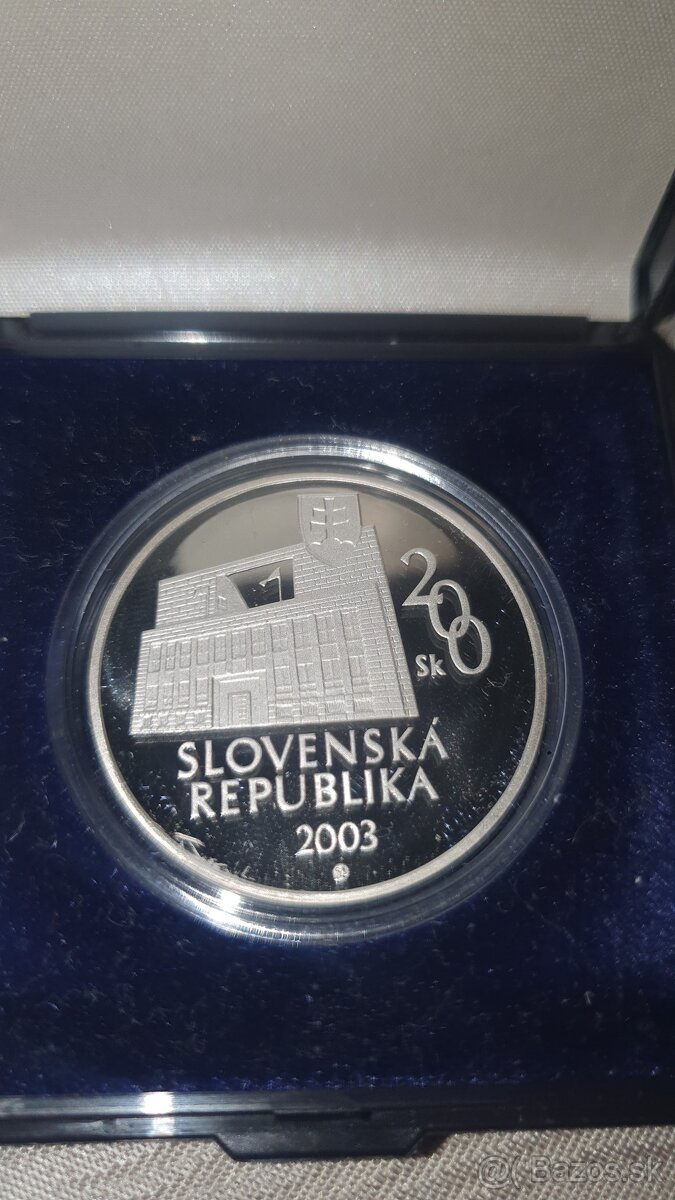 200
Sk
SLOVENSKÁ
REPUBLIKA
2003
@( Bazos.sk